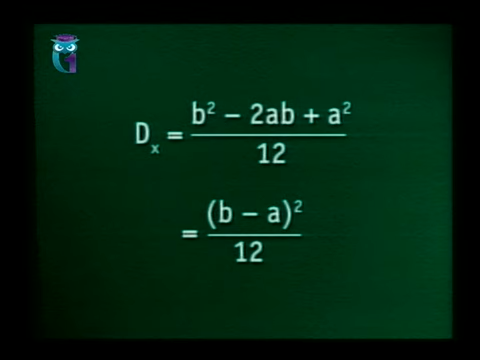 Dₓ = (b² − 2ab + a²) / 12
= (b − a)² / 12